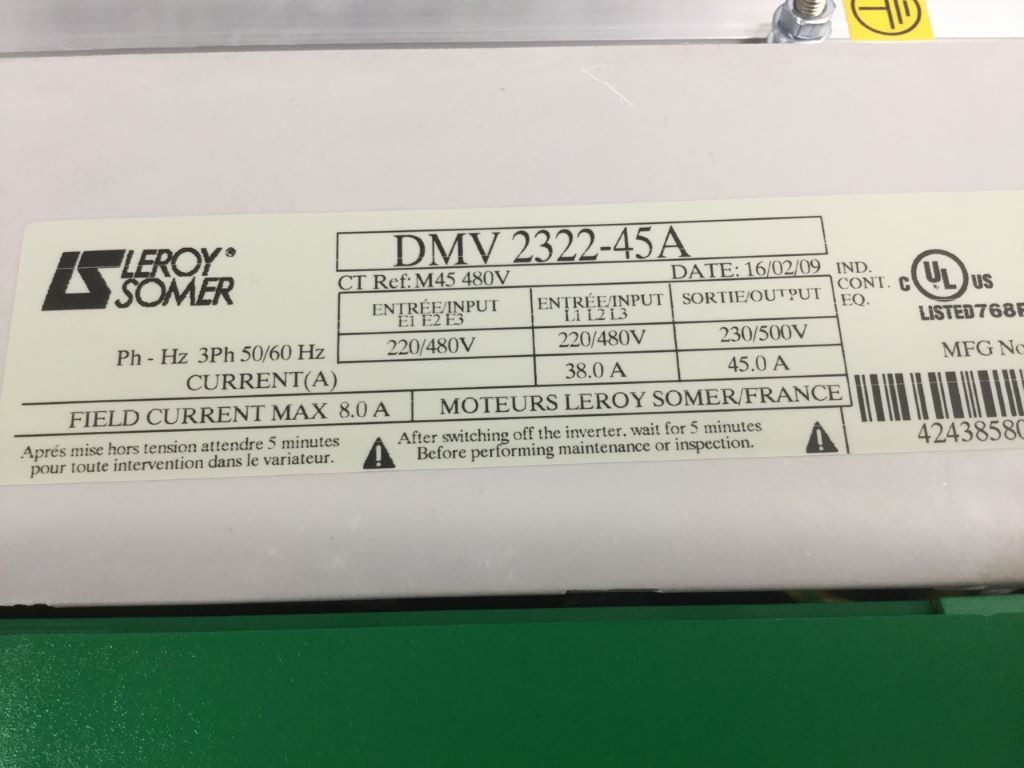 LEROY®
SOMER
DMV 2322-45A
CT Ref: M45 480V
DATE: 16/02/09
ENTRÉE/INPUT
E1 E2 E3
ENTRÉE/INPUT
L1 L2 L3
SORTIE/OUTPUT
Ph - Hz 3Ph 50/60 Hz
220/480V
220/480V
230/500V
CURRENT(A)
38.0 A
45.0 A
FIELD CURRENT MAX 8.0 A
MOTEURS LEROY SOMER/FRANCE
Aprés mise hors tension attendre 5 minutes
pour toute intervention dans le variateur.
After switching off the inverter. wait for 5 minutes
Before performing maintenance or inspection.
IND.
CONT.
EQ.
C UL US
LISTED 768
MFG No
42438580